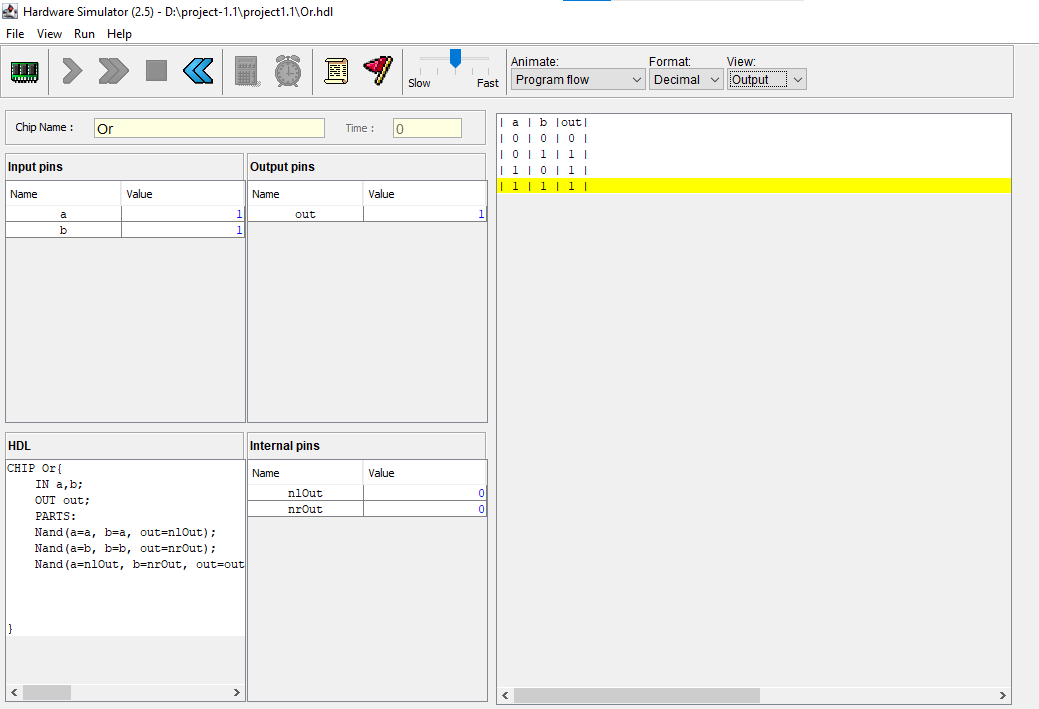 Hardware Simulator (2.5) - D:\project-1.1\project1.1\Or.hdl
File View Run Help
Slow Fast
Animate: Format: View:
Program flow Decimal Output
Chip Name : Or Time : 0
Input pins
Name Value
a 1
b 1
Output pins
Name Value
out 1
HDL
CHIP Or{
IN a,b;
OUT out;
PARTS:
Nand(a=a, b=a, out=nlOut);
Nand(a=b, b=b, out=nrOut);
Nand(a=nlOut, b=nrOut, out=out
}
Internal pins
Name Value
nlOut 0
nrOut 0
| a | b |out|
| 0 | 0 | 0 |
| 0 | 1 | 1 |
| 1 | 0 | 1 |
| 1 | 1 | 1 |